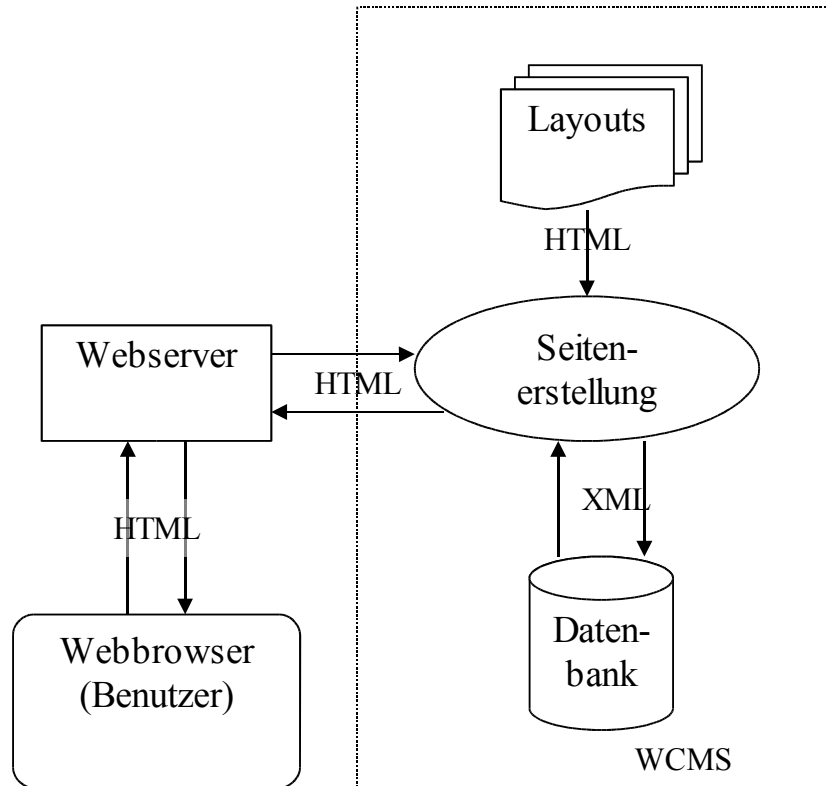 Layouts
HTML
Webserver
HTML
Seiten-
erstellung
HTML
XML
Webbrowser
(Benutzer)
Daten-
bank
WCMS